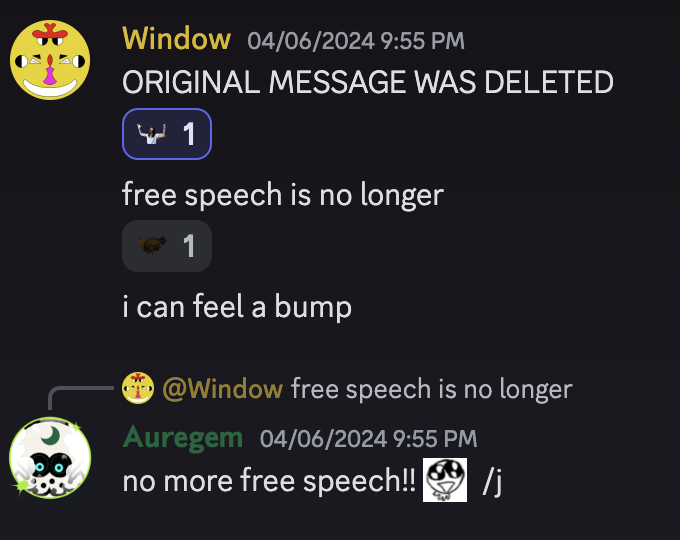 Window 04/06/2024 9:55 PM
ORIGINAL MESSAGE WAS DELETED
1
free speech is no longer
1
i can feel a bump
@Window free speech is no longer
Auregem 04/06/2024 9:55 PM
no more free speech!! /j